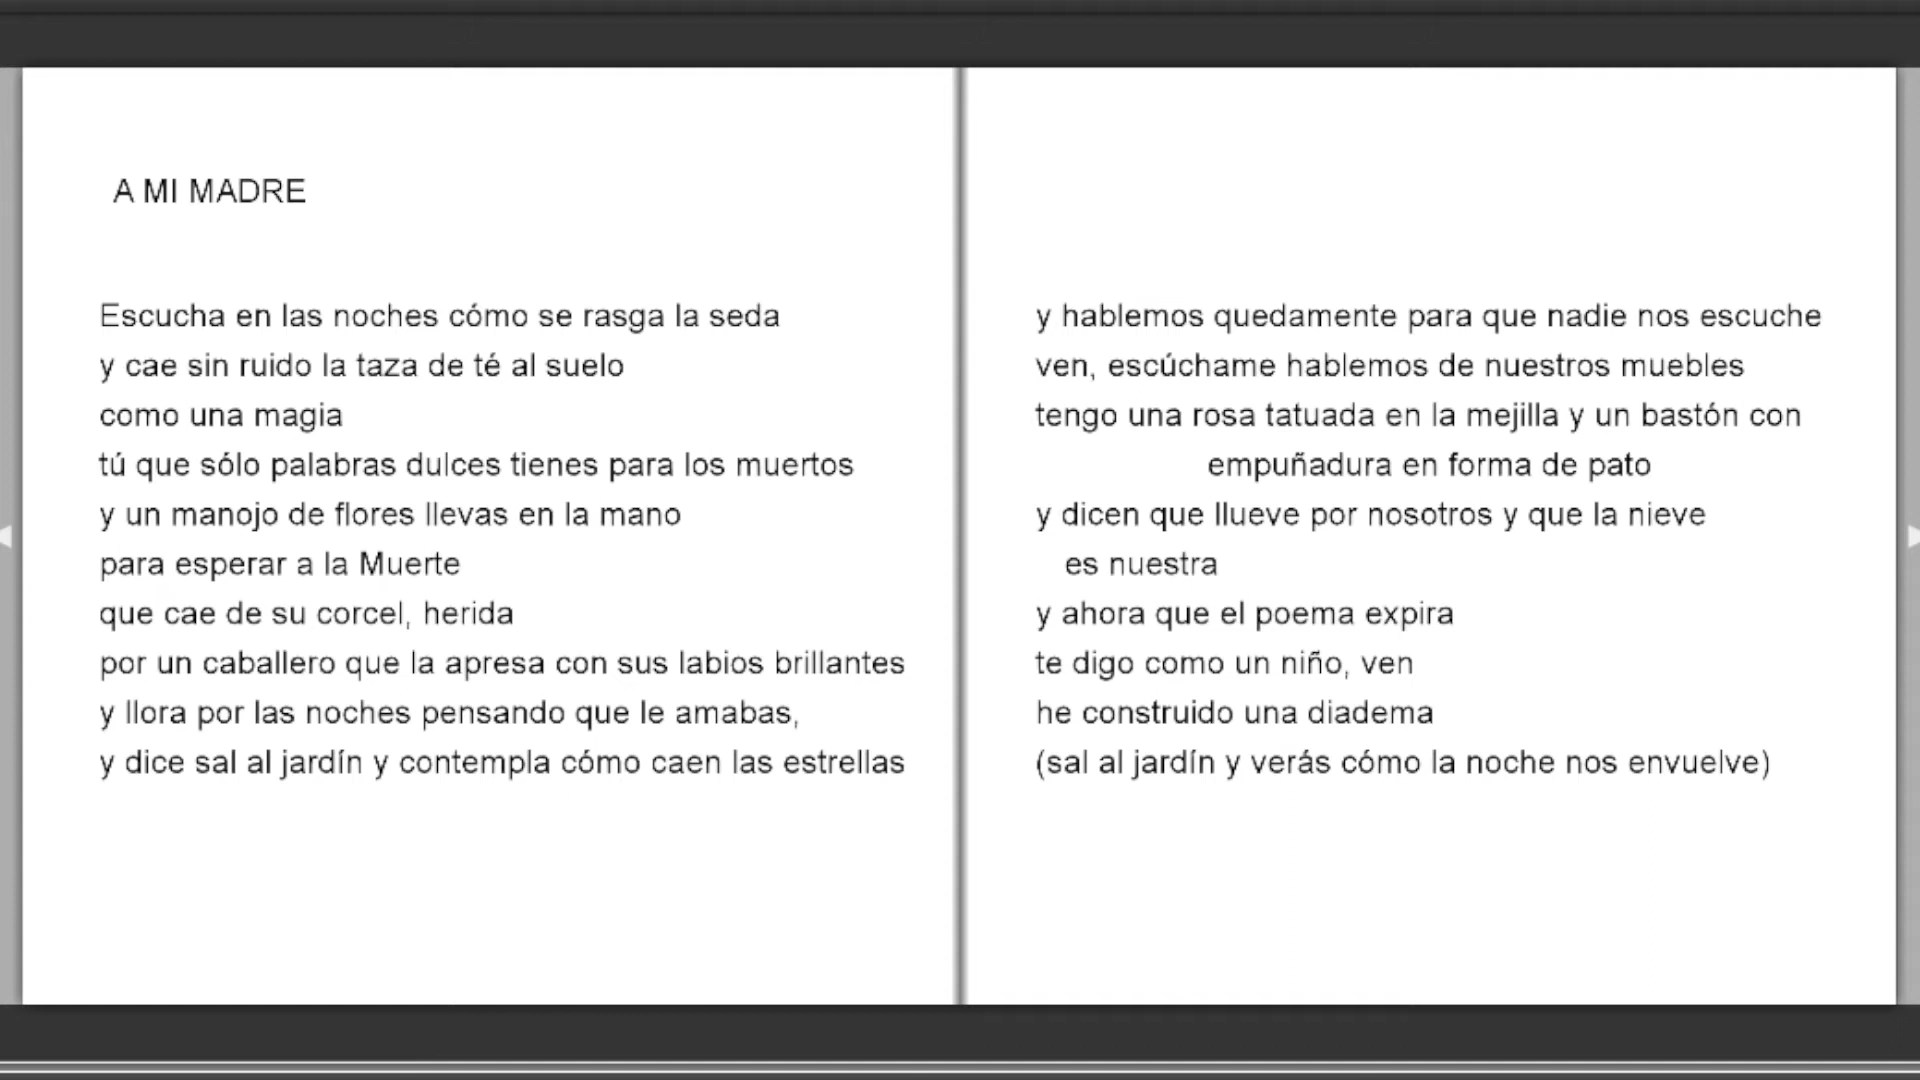 A MI MADRE
Escucha en las noches cómo se rasga la seda
y cae sin ruido la taza de té al suelo
como una magia
tú que sólo palabras dulces tienes para los muertos
y un manojo de flores llevas en la mano
para esperar a la Muerte
que cae de su corcel, herida
por un caballero que la apresa con sus labios brillantes
y llora por las noches pensando que le amabas,
y dice sal al jardín y contempla cómo caen las estrellas
y hablemos quedamente para que nadie nos escuche
ven, escúchame hablemos de nuestros muebles
tengo una rosa tatuada en la mejilla y un bastón con
empuñadura en forma de pato
y dicen que llueve por nosotros y que la nieve
es nuestra
y ahora que el poema expira
te digo como un niño, ven
he construido una diadema
(sal al jardín y verás cómo la noche nos envuelve)